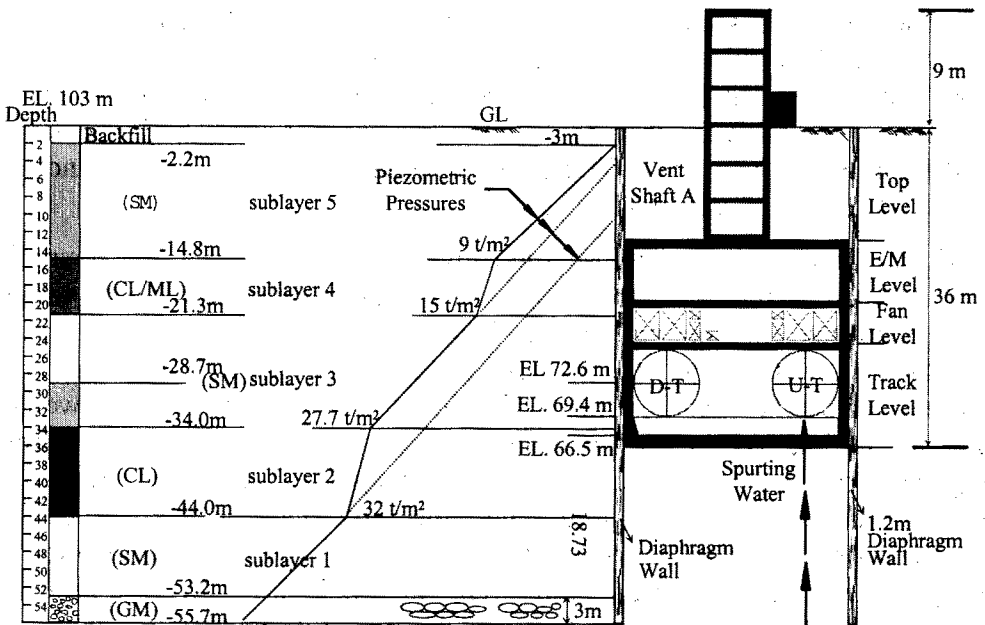 9 m
EL. 103 m
Depth
GL
Backfill
-3m
2
-2.2m
4
6
Piezometric
Pressures
Vent
Shaft A
Top
Level
8
(SM)
sublayer 5
10
12
14
-14.8m
9 t/m²
16
E/M
Level
36 m
18
(CL/ML)
sublayer 4
20
-21.3m
15 t/m²
Fan
Level
22
24
26
28
-28.7m
EL 72.6 m
(SM)
sublayer 3
D-T
U-T
Track
Level
30
32
27.7 t/m²
EL. 69.4 m
34
-34.0m
36
EL. 66.5 m
38
(CL)
sublayer 2
Spurting
Water
40
42
44
-44.0m
32 t/m²
18.73
1.2m
Diaphragm
Wall
46
48
(SM)
sublayer 1
Diaphragm
Wall
50
52
-53.2m
54
(GM)
-55.7m
3m